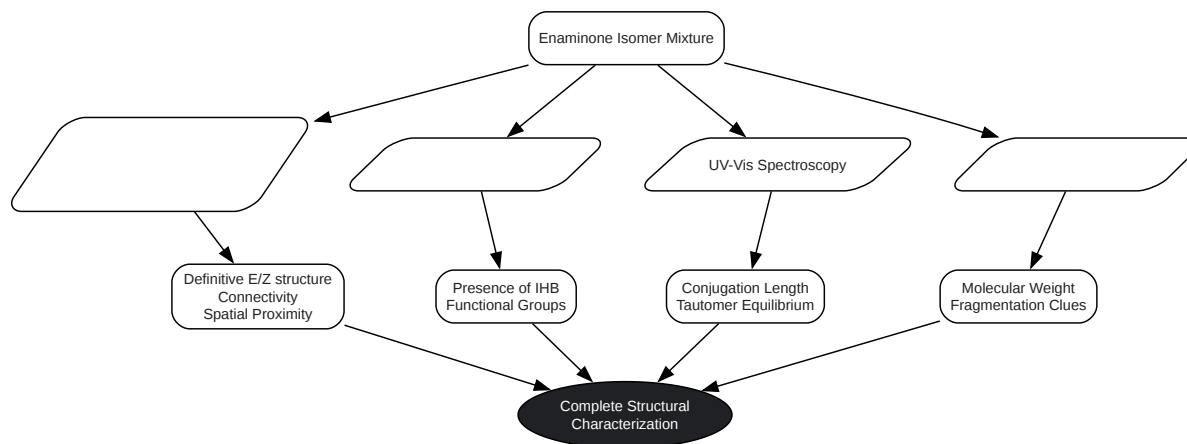 Enaminone Isomer Mixture
UV-Vis Spectroscopy
Definitive E/Z structure
Connectivity
Spatial Proximity
Presence of IHB
Functional Groups
Conjugation Length
Tautomer Equilibrium
Molecular Weight
Fragmentation Clues
Complete Structural
Characterization